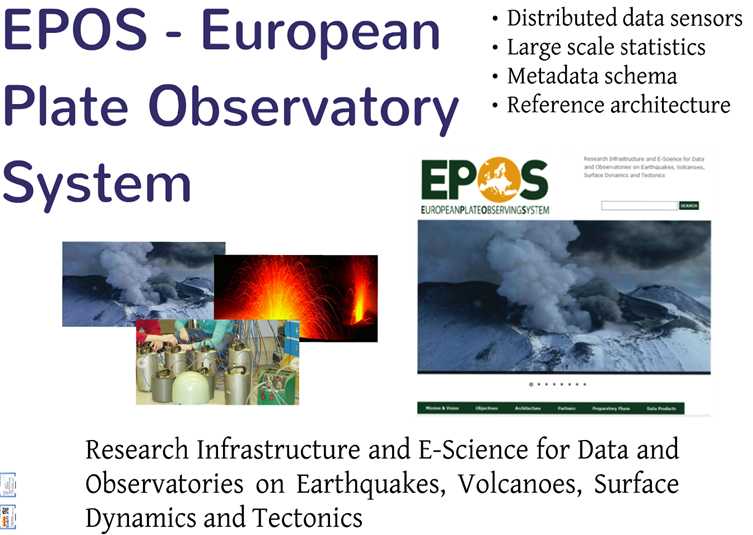 EPOS - European
Plate Observatory
System
• Distributed data sensors
• Large scale statistics
• Metadata schema
• Reference architecture
EPOS
EUROPEANPLATEOBSERVINGSYSTEM
Research Infrastructure and E-Science for Data
and Observatories on Earthquakes, Volcanoes,
Surface Dynamics and Tectonics
SEARCH
Mission & Vision Objectives Architecture Partners Preparatory Phase Data Products
Research Infrastructure and E-Science for Data and
Observatories on Earthquakes, Volcanoes, Surface
Dynamics and Tectonics